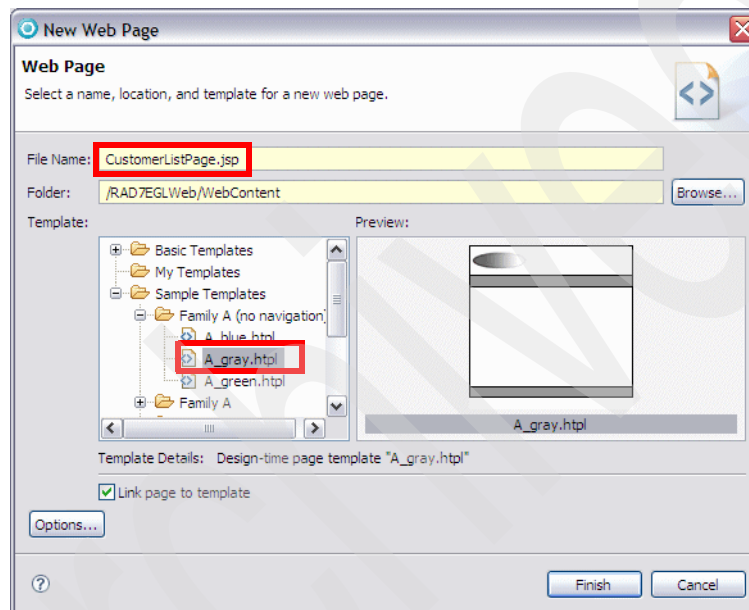 New Web Page
Web Page
Select a name, location, and template for a new web page.
File Name: CustomerListPage.jsp
Folder: /RAD7EGLWeb/WebContent Browse...
Template: Preview:
Basic Templates
My Templates
Sample Templates
Family A (no navigation)
A_blue.htpl
A_gray.htpl
A_green.htpl
Family A
A_gray.htpl
Template Details: Design-time page template "A_gray.htpl"
Link page to template
Options...
Finish Cancel